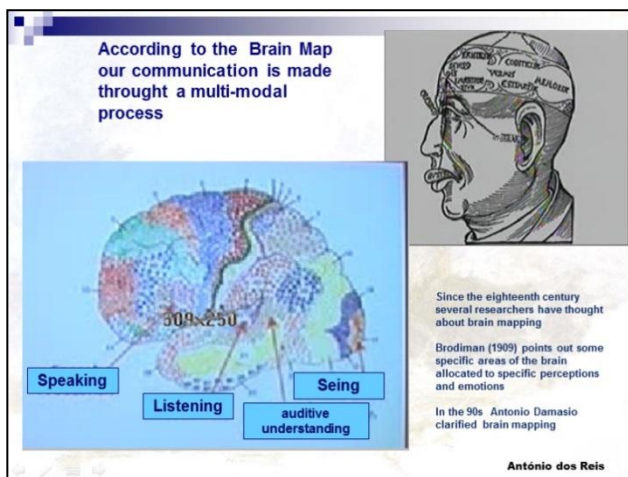 According to the Brain Map
our communication is made
throught a multi-modal
process
509x250
Speaking
Listening
Seing
auditive
understanding
Since the eighteenth century
several researchers have thought
about brain mapping
Brodiman (1909) points out some
specific areas of the brain
allocated to specific perceptions
and emotions
In the 90s Antonio Damasio
clarified brain mapping
António dos Reis